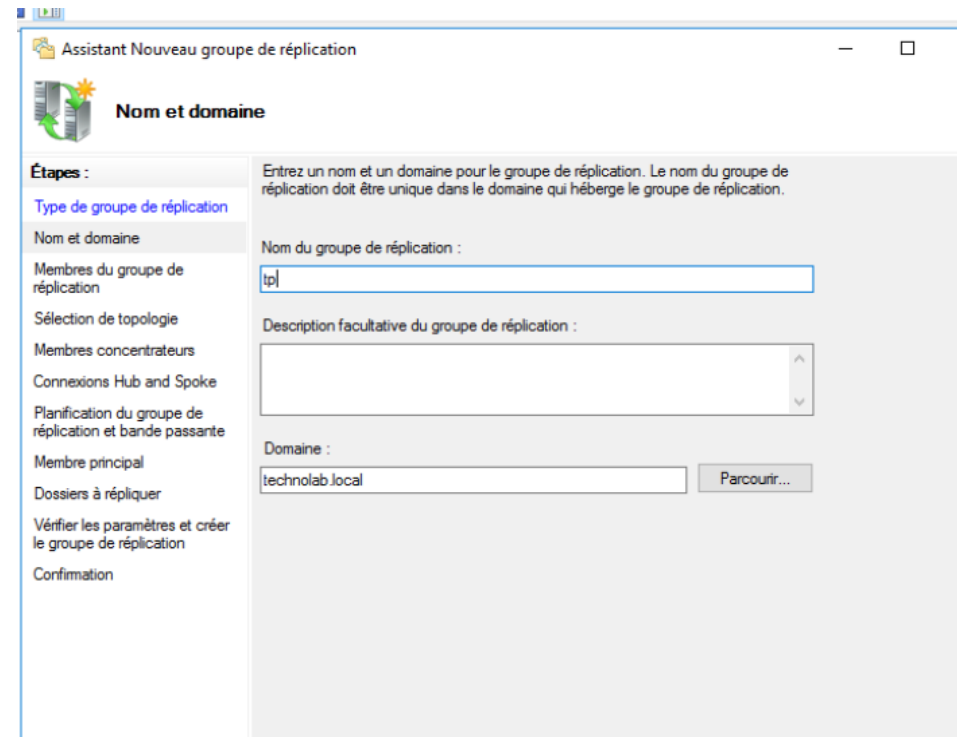 Assistant Nouveau groupe de réplication
Nom et domaine
Étapes :
Type de groupe de réplication
Nom et domaine
Membres du groupe de
réplication
Sélection de topologie
Membres concentrateurs
Connexions Hub and Spoke
Planification du groupe de
réplication et bande passante
Membre principal
Dossiers à répliquer
Vérifier les paramètres et créer
le groupe de réplication
Confirmation
Entrez un nom et un domaine pour le groupe de réplication. Le nom du groupe de
réplication doit être unique dans le domaine qui héberge le groupe de réplication.
Nom du groupe de réplication :
tp
Description facultative du groupe de réplication :
Domaine :
technolab.local
Parcourir...